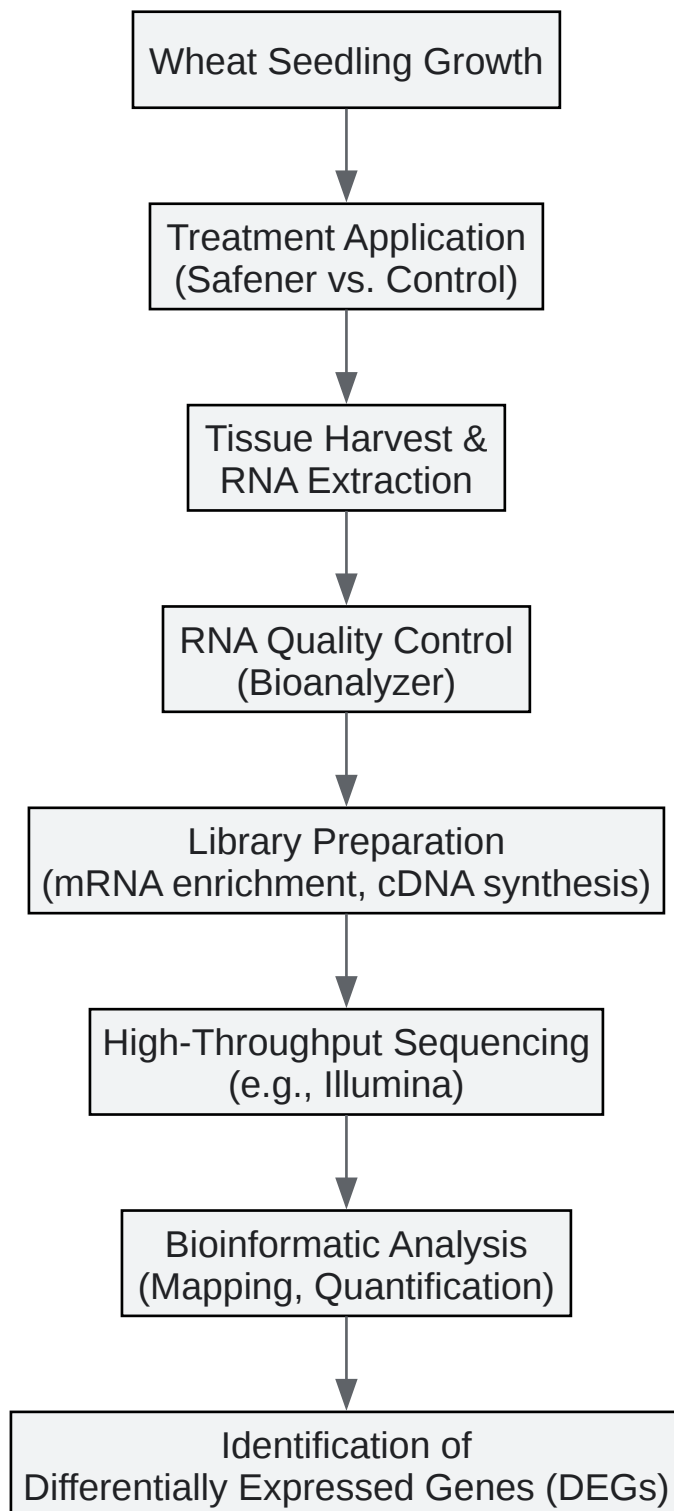 Wheat Seedling Growth
Treatment Application
(Safener vs. Control)
Tissue Harvest &
RNA Extraction
RNA Quality Control
(Bioanalyzer)
Library Preparation
(mRNA enrichment, cDNA synthesis)
High-Throughput Sequencing
(e.g., Illumina)
Bioinformatic Analysis
(Mapping, Quantification)
Identification of
Differentially Expressed Genes (DEGs)